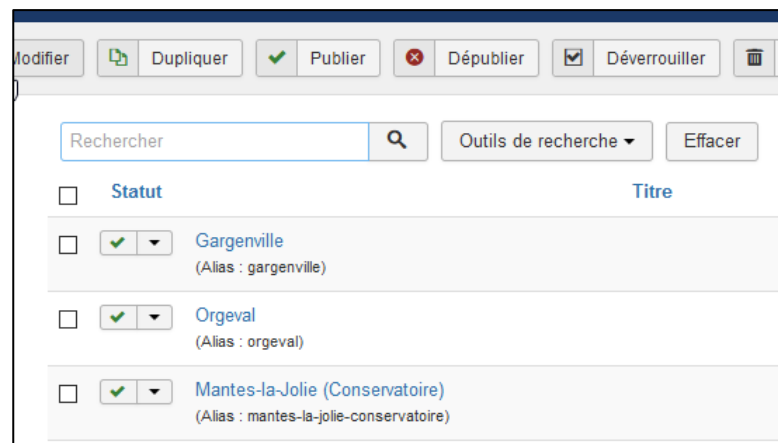 Modifier Dupliquer Publier Dépublier Déverrouiller
Rechercher Outils de recherche Effacer
Statut Titre
Gargenville
(Alias : gargenville)
Orgeval
(Alias : orgeval)
Mantes-la-Jolie (Conservatoire)
(Alias : mantes-la-jolie-conservatoire)